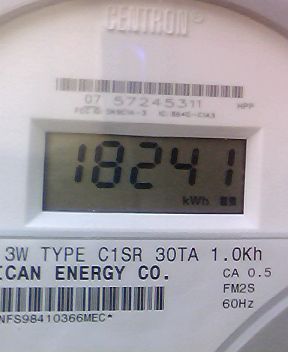 CENTRON®
07 57245311 HPP
18241
kWh
3W TYPE C1SR 30TA 1.0Kh
ICAN ENERGY CO. CA 0.5
FM2S
NFS98410366MEC* 60Hz